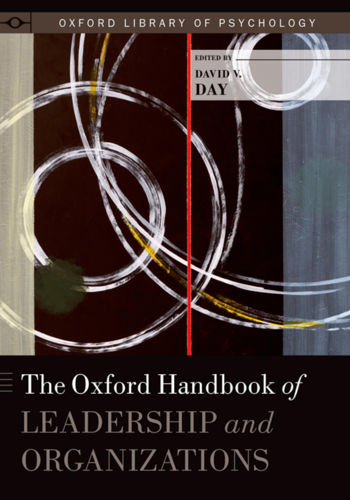 OXFORD LIBRARY OF PSYCHOLOGY
EDITED BY
DAVID V.
DAY
The Oxford Handbook of
LEADERSHIP and
ORGANIZATIONS